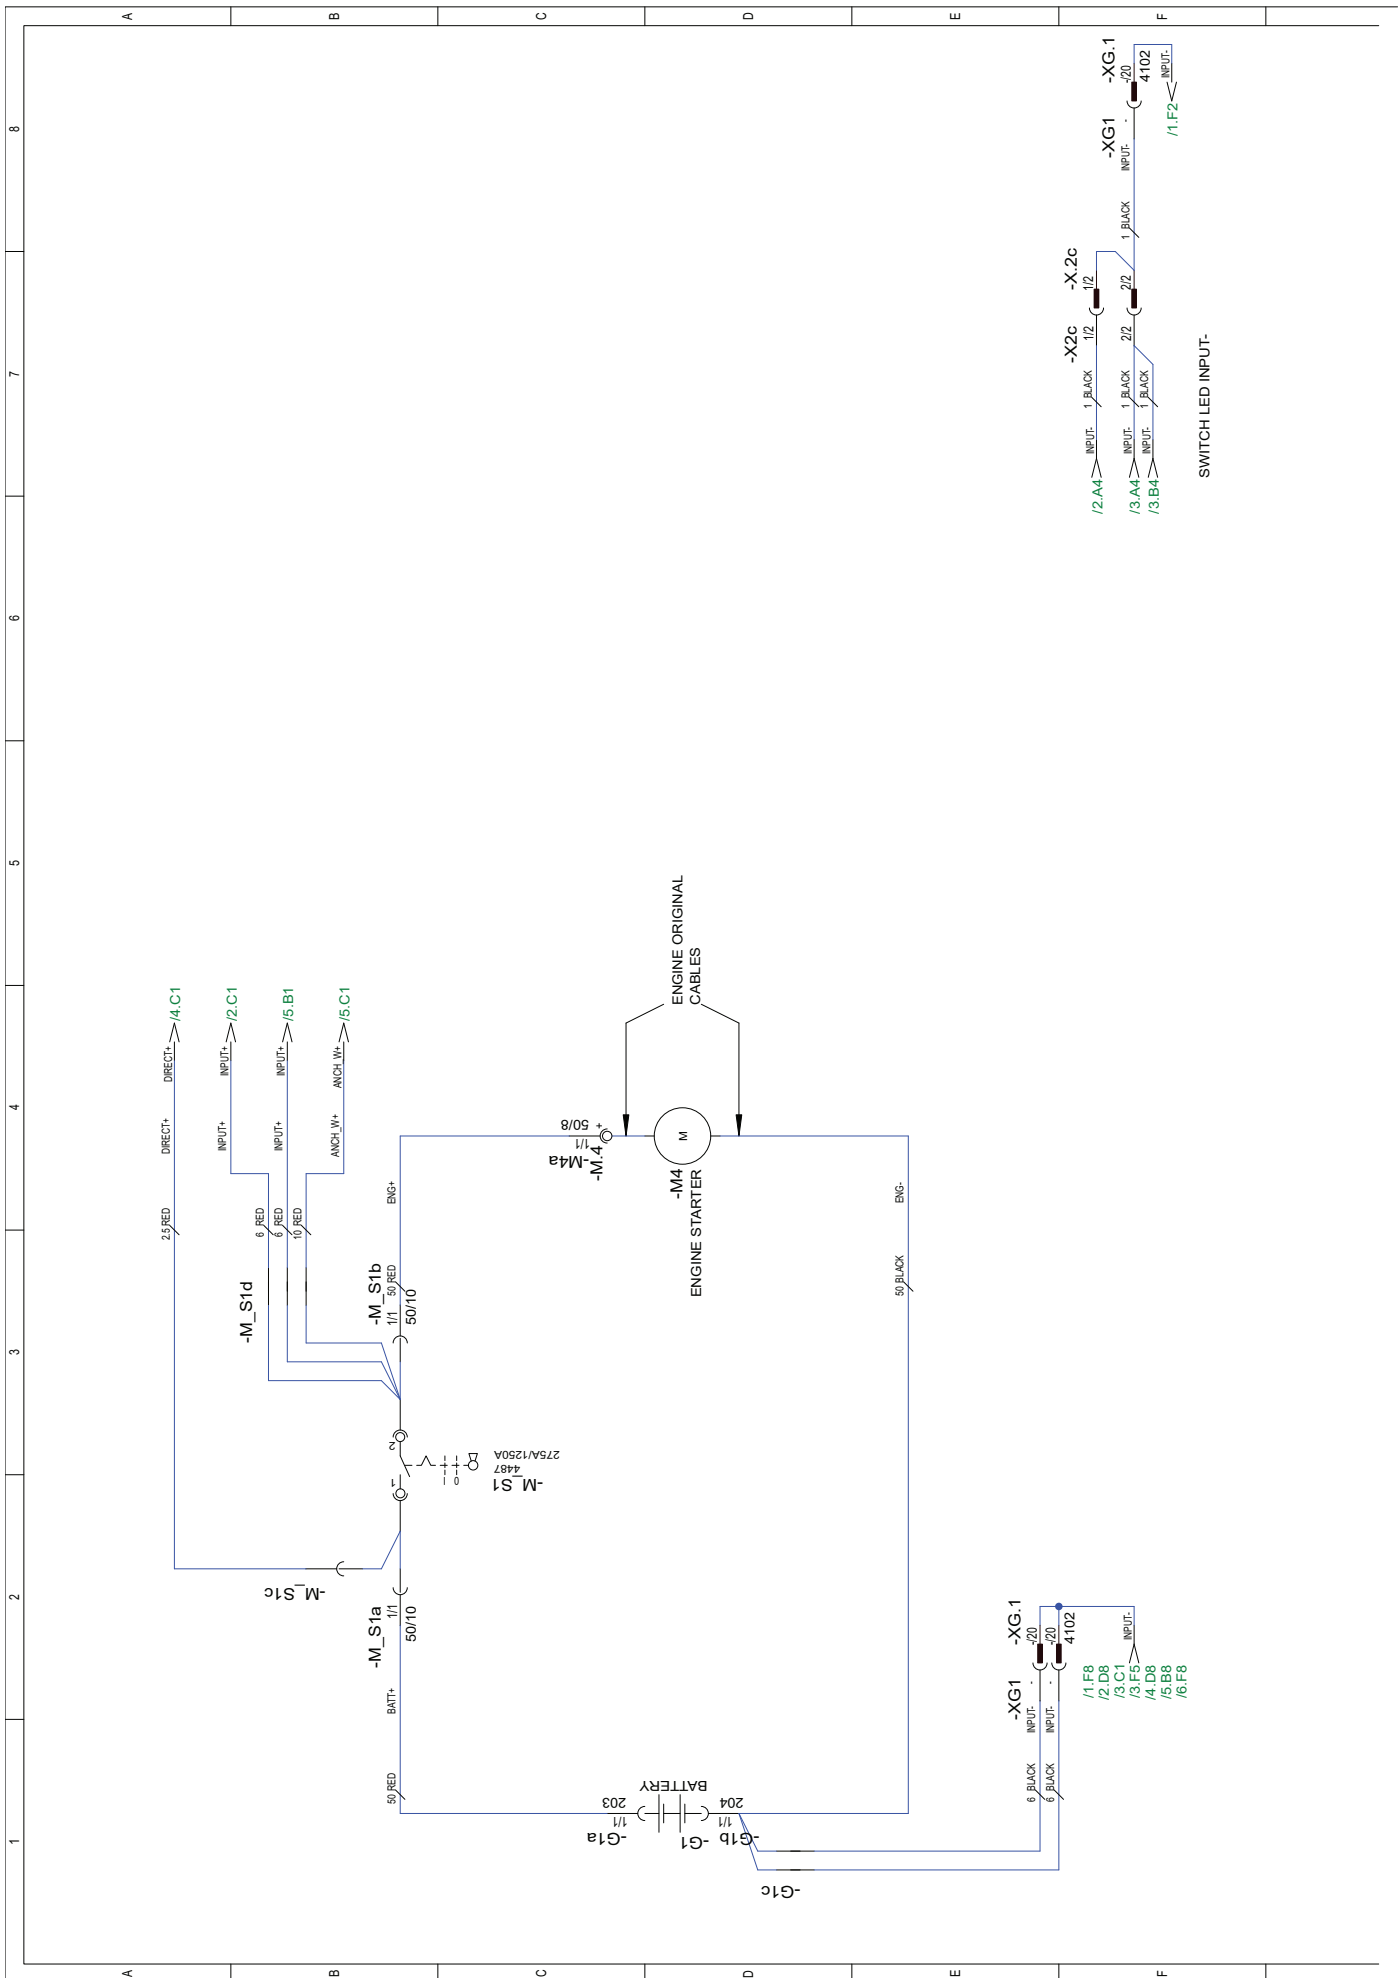 A
B
C
D
E
F
1
2
3
4
5
6
7
8
2.5 RED
DIRECT+
DIRECT+
/4.C1
-M_S1d
6 RED
INPUT+
INPUT+
/2.C1
6 RED
INPUT+
INPUT+
/5.B1
10 RED
ANCH_W+
ANCH_W+
/5.C1
-M_S1c
-M_S1a
1/1
50/10
50 RED
BATT+
1
2
I
0
-M_S1
4487
275A/1250A
-M_S1b
1/1
50/10
50 RED
ENG+
-M4a
1/1
50/8
-M.4
+
M
-M4
ENGINE STARTER
ENGINE ORIGINAL
CABLES
-G1a
1/1
203
-G1
BATTERY
-G1b
1/1
204
-G1c
50 BLACK
ENG-
-XG1
-XG.1
6 BLACK
INPUT-
-
-/20
6 BLACK
INPUT-
-
-/20
4102
/1.F8
/2.D8
/3.C1
/3.F5
/4.D8
/5.B8
/6.F8
INPUT-
-X2c
-X.2c
/2.A4
INPUT-
1 BLACK
1/2
1/2
/3.A4
INPUT-
1 BLACK
2/2
2/2
/3.B4
INPUT-
1 BLACK
1 BLACK
-XG1
INPUT-
-
-XG.1
-/20
4102
INPUT-
/1.F2
SWITCH LED INPUT-
A
B
C
D
E
F